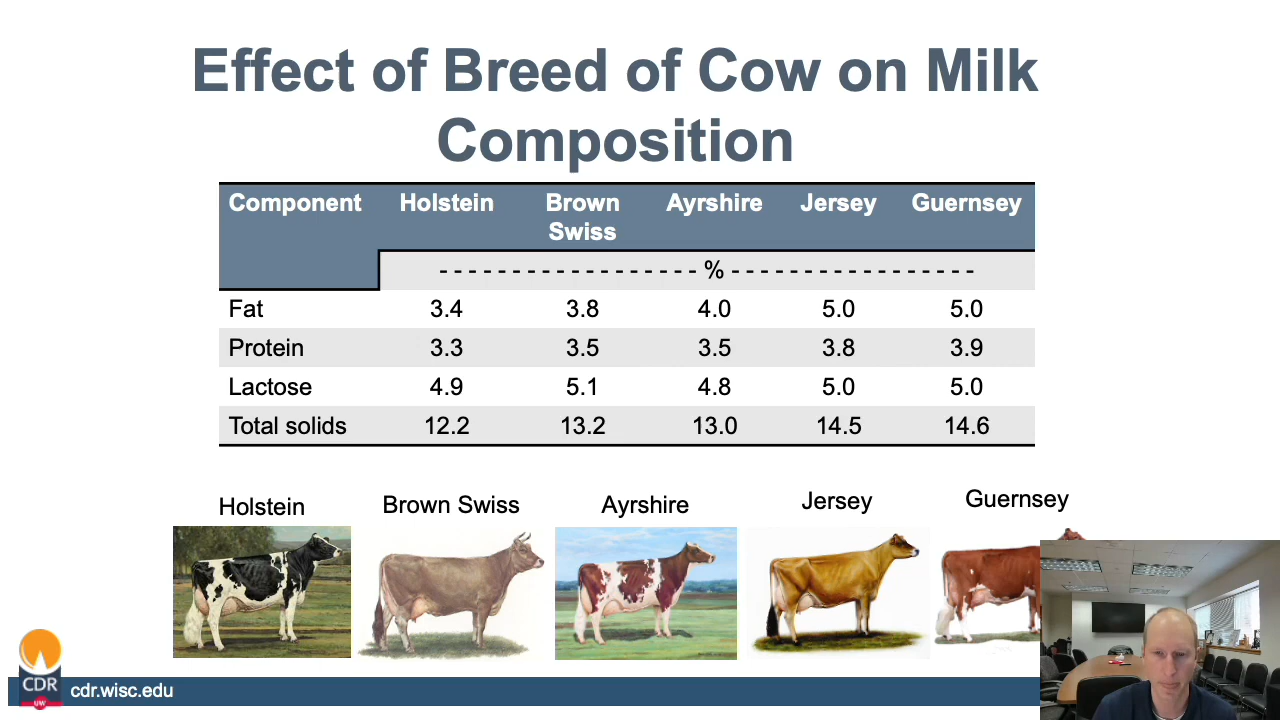 Effect of Breed of Cow on Milk
Composition
Component Holstein Brown Swiss Ayrshire Jersey Guernsey
- - - - - - - - - - - - - - - - - - % - - - - - - - - - - - - - - - - -
Fat 3.4 3.8 4.0 5.0 5.0
Protein 3.3 3.5 3.5 3.8 3.9
Lactose 4.9 5.1 4.8 5.0 5.0
Total solids 12.2 13.2 13.0 14.5 14.6
Holstein Brown Swiss Ayrshire Jersey Guernsey
CDR
UW
cdr.wisc.edu